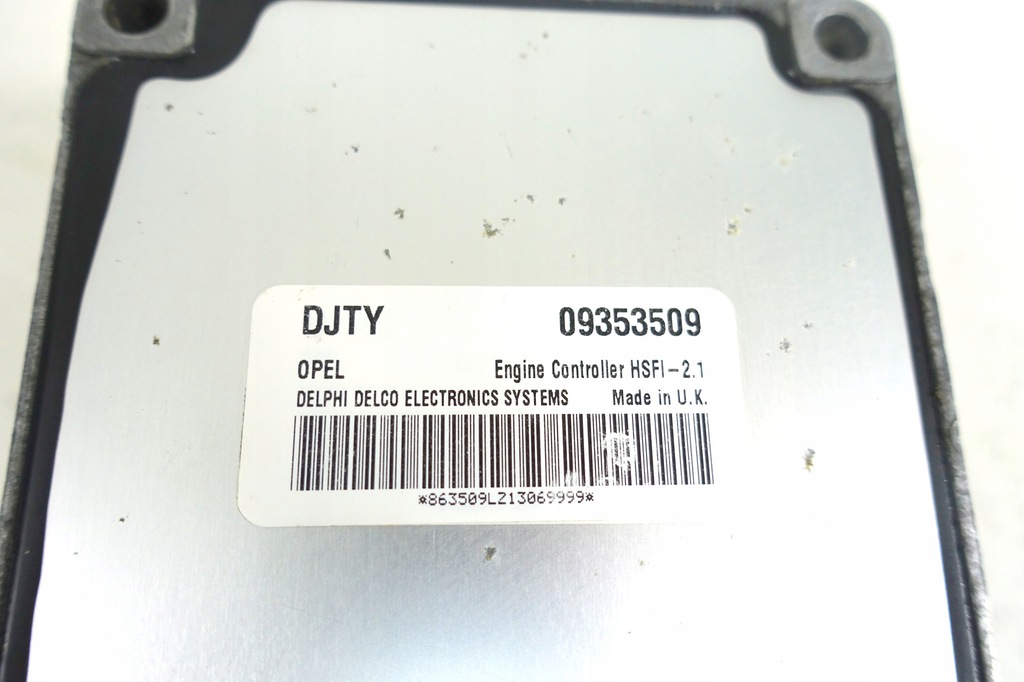 DJTY 09353509
OPEL Engine Controller HSFI-2.1
DELPHI DELCO ELECTRONICS SYSTEMS Made in U.K.
*863509LZ13069999*